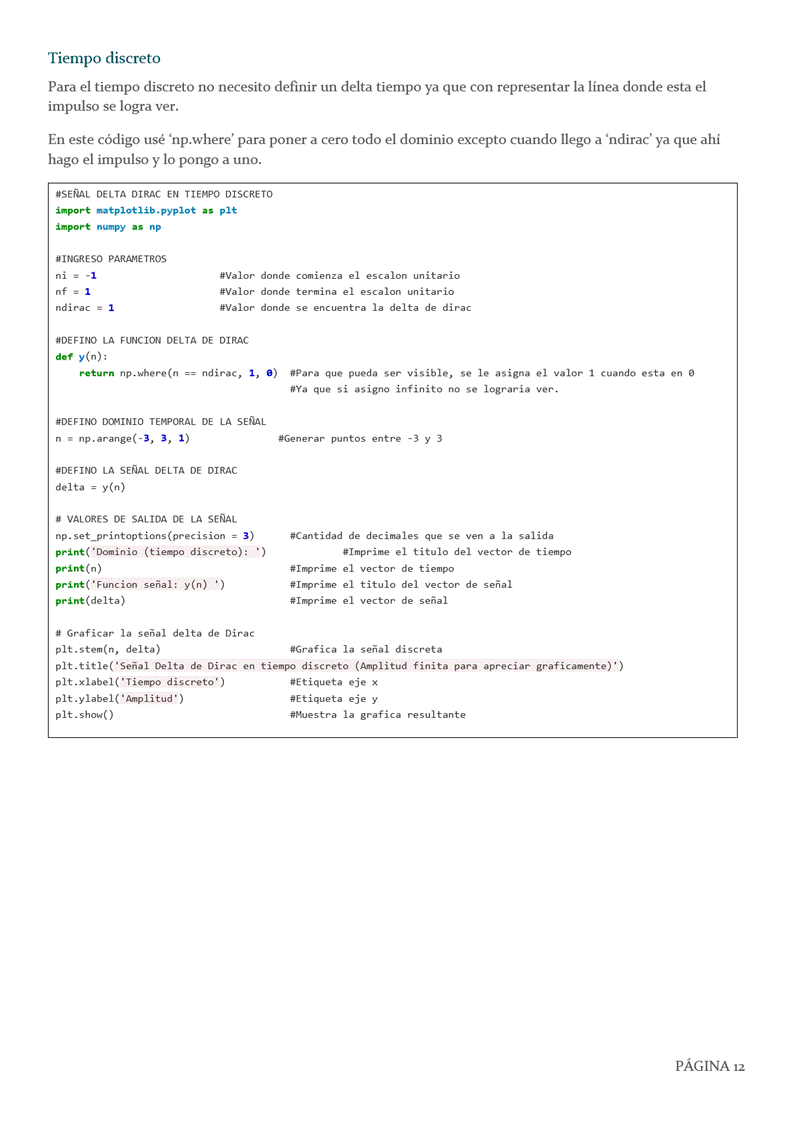 Tiempo discreto
Para el tiempo discreto no necesito definir un delta tiempo ya que con representar la línea donde esta el
impulso se logra ver.
En este código usé ‘np.where’ para poner a cero todo el dominio excepto cuando llego a ‘ndirac’ ya que ahí
hago el impulso y lo pongo a uno.
#SEÑAL DELTA DIRAC EN TIEMPO DISCRETO
import matplotlib.pyplot as plt
import numpy as np
#INGRESO PARAMETROS
ni = -1 #Valor donde comienza el escalon unitario
nf = 1 #Valor donde termina el escalon unitario
ndirac = 1 #Valor donde se encuentra la delta de dirac
#DEFINO LA FUNCION DELTA DE DIRAC
def y(n):
    return np.where(n == ndirac, 1, 0) #Para que pueda ser visible, se le asigna el valor 1 cuando esta en 0
#Ya que si asigno infinito no se lograria ver.
#DEFINO DOMINIO TEMPORAL DE LA SEÑAL
n = np.arange(-3, 3, 1) #Generar puntos entre -3 y 3
#DEFINO LA SEÑAL DELTA DE DIRAC
delta = y(n)
# VALORES DE SALIDA DE LA SEÑAL
np.set_printoptions(precision = 3) #Cantidad de decimales que se ven a la salida
print('Dominio (tiempo discreto): ') #Imprime el titulo del vector de tiempo
print(n) #Imprime el vector de tiempo
print('Funcion señal: y(n) ') #Imprime el titulo del vector de señal
print(delta) #Imprime el vector de señal
# Graficar la señal delta de Dirac
plt.stem(n, delta) #Grafica la señal discreta
plt.title('Señal Delta de Dirac en tiempo discreto (Amplitud finita para apreciar graficamente)')
plt.xlabel('Tiempo discreto') #Etiqueta eje x
plt.ylabel('Amplitud') #Etiqueta eje y
plt.show() #Muestra la grafica resultante
PÁGINA 12